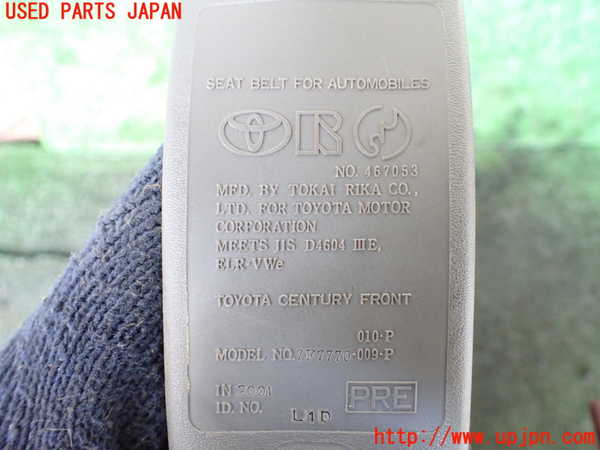 USED PARTS JAPAN
SEAT BELT FOR AUTOMOBILES
NO. 467053
MFD. BY TOKAI RIKA CO.,
LTD. FOR TOYOTA MOTOR
CORPORATION
MEETS JIS D4604 III E,
ELR·VWe
TOYOTA CENTURY FRONT
010·P
MODEL NO. 009·P
IN
ID. NO. L1D PRE
http://www.upjpn.com/